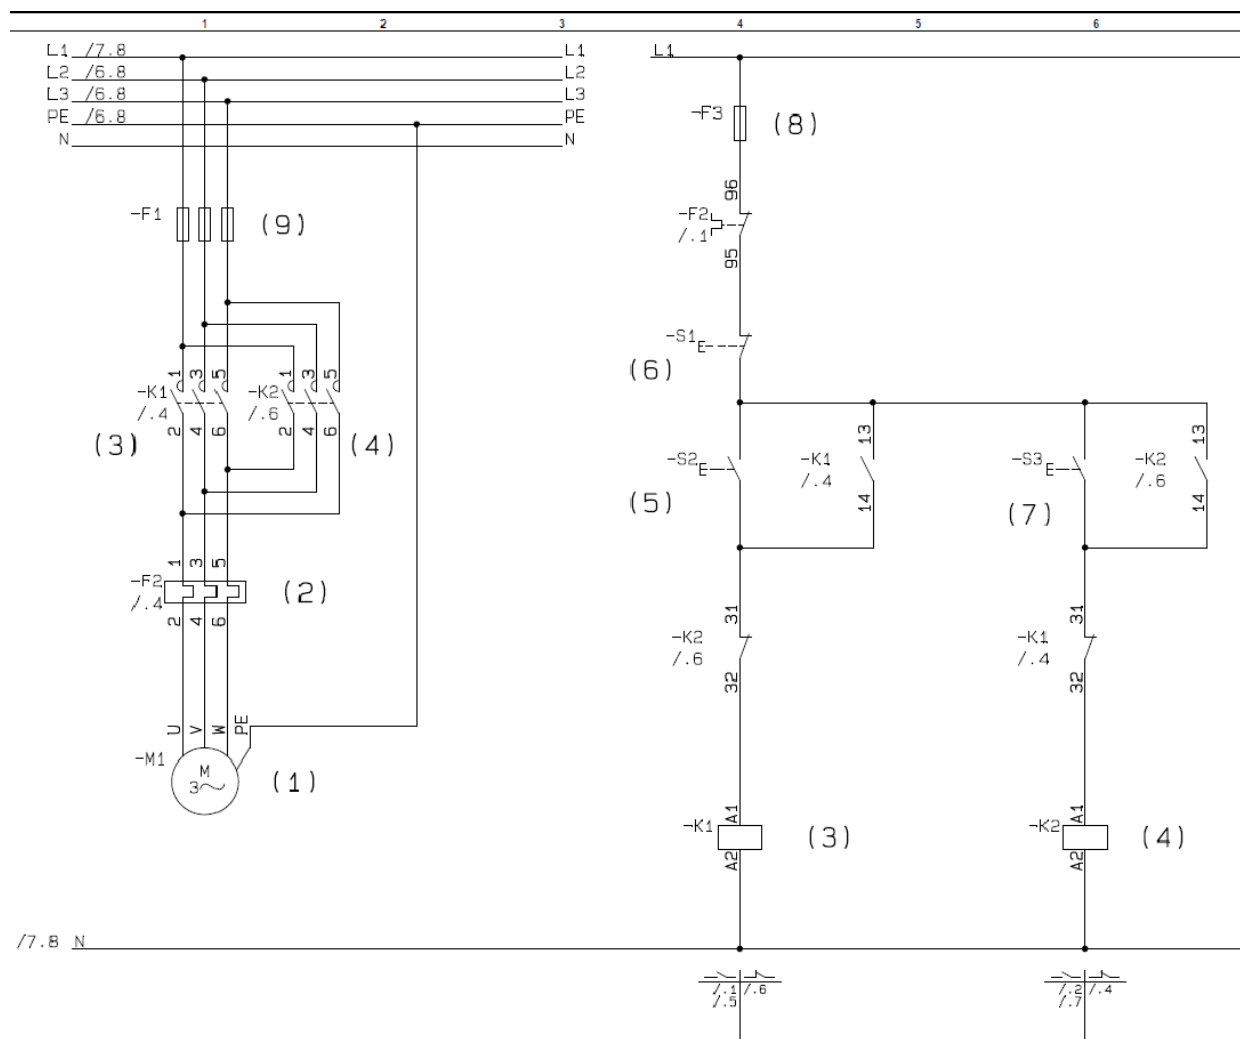 1 2 3 4 5 6
L1 /7.8 L1 L1
L2 /6.8 L2
L3 /6.8 L3
PE /6.8 PE
N N
-F1 (9)
-F3 (8)
96
-F2
/.1
95
-S1 E
(6)
1 3 5 1 3 5
-K1 -K2
/.4 /.6
2 4 6 2 4 6
(3) (4)
13 13
-S2 E -K1 -S3 E -K2
/.4 /.6
14 14
(5) (7)
1 3 5
-F2 (2)
/.4
2 4 6
31 31
-K2 -K1
/.6 /.4
32 32
U V W PE
-M1 M (1)
3~
A1 A1
-K1 (3) -K2 (4)
A2 A2
/7.8 N
/.1 /.6 /.2 /.4
/.5 /.7